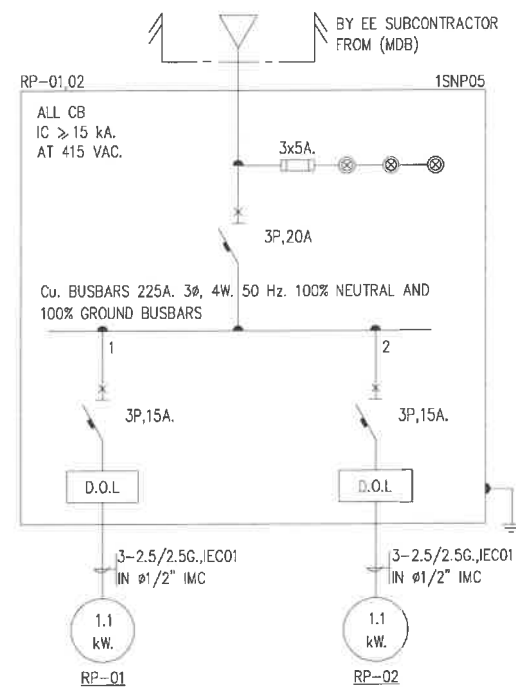 BY EE SUBCONTRACTOR
FROM (MDB)
RP-01,02
1SNP05
ALL CB
IC ⩾ 15 kA.
AT 415 VAC.
3x5A.
3P,20A
Cu. BUSBARS 225A. 3ø, 4W. 50 Hz. 100% NEUTRAL AND
100% GROUND BUSBARS
1
2
3P,15A.
3P,15A.
D.O.L
D.O.L
3-2.5/2.5G.,IEC01
IN ø1/2" IMC
3-2.5/2.5G.,IEC01
IN ø1/2" IMC
1.1
kW.
1.1
kW.
RP-01
RP-02